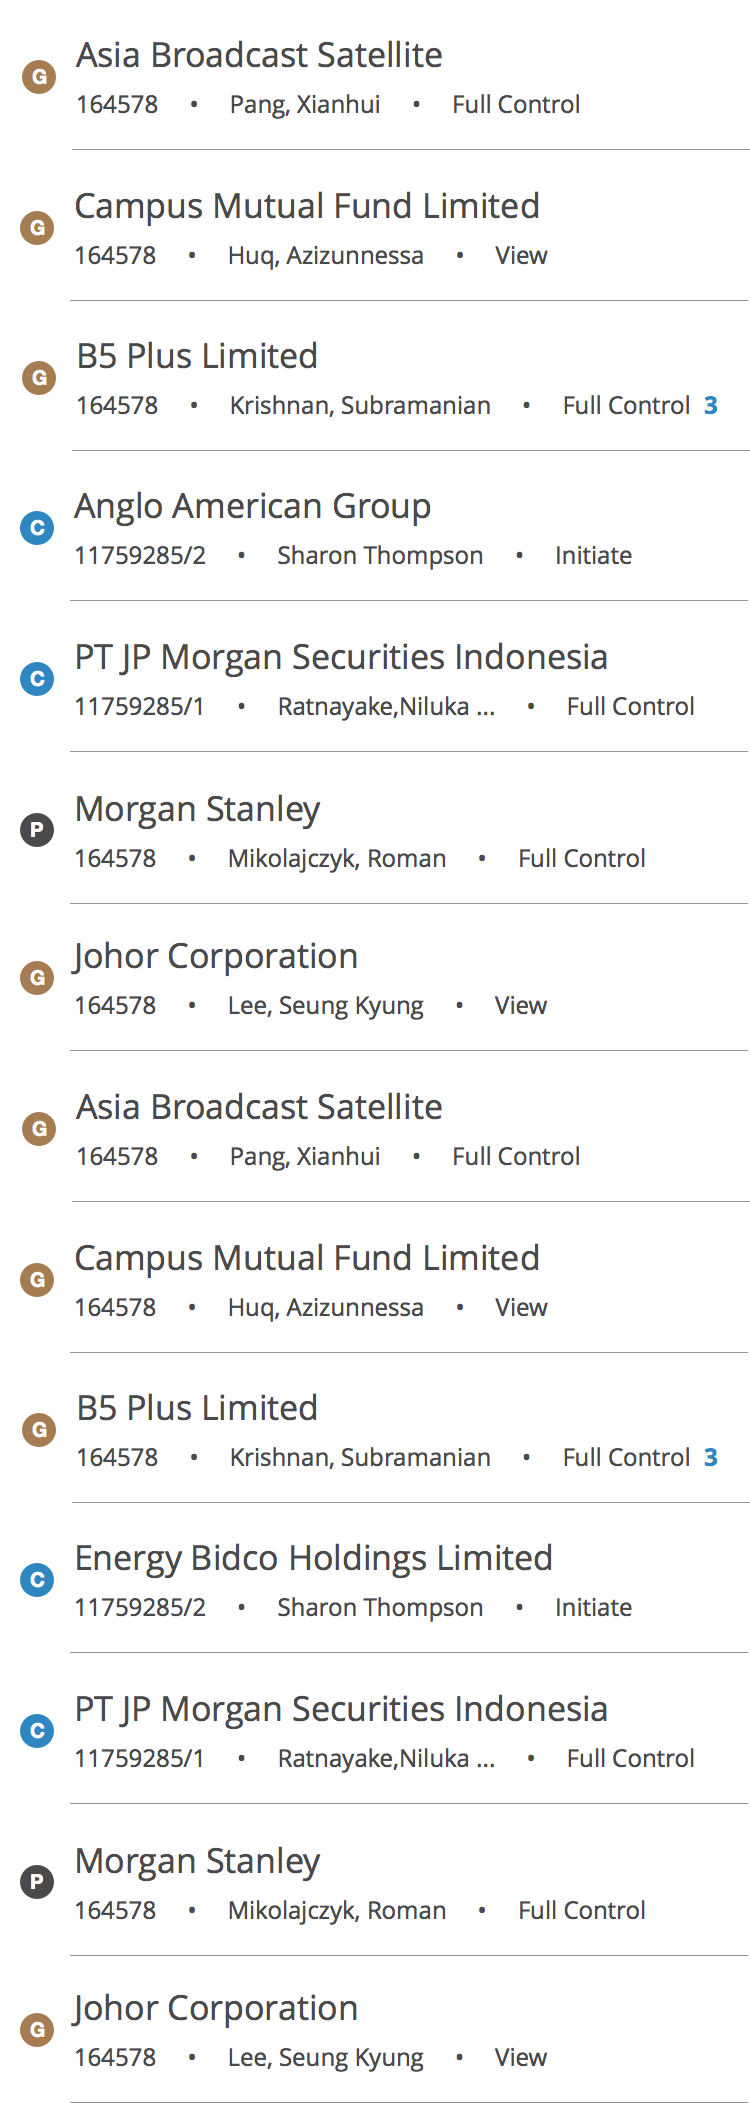 Asia Broadcast Satellite
G
164578 • Pang, Xianhui • Full Control
Campus Mutual Fund Limited
G
164578 • Huq, Azizunnessa • View
B5 Plus Limited
G
164578 • Krishnan, Subramanian • Full Control 3
Anglo American Group
C
11759285/2 • Sharon Thompson • Initiate
PT JP Morgan Securities Indonesia
C
11759285/1 • Ratnayake,Niluka ... • Full Control
Morgan Stanley
P
164578 • Mikolajczyk, Roman • Full Control
Johor Corporation
G
164578 • Lee, Seung Kyung • View
Asia Broadcast Satellite
G
164578 • Pang, Xianhui • Full Control
Campus Mutual Fund Limited
G
164578 • Huq, Azizunnessa • View
B5 Plus Limited
G
164578 • Krishnan, Subramanian • Full Control 3
Energy Bidco Holdings Limited
C
11759285/2 • Sharon Thompson • Initiate
PT JP Morgan Securities Indonesia
C
11759285/1 • Ratnayake,Niluka ... • Full Control
Morgan Stanley
P
164578 • Mikolajczyk, Roman • Full Control
Johor Corporation
G
164578 • Lee, Seung Kyung • View